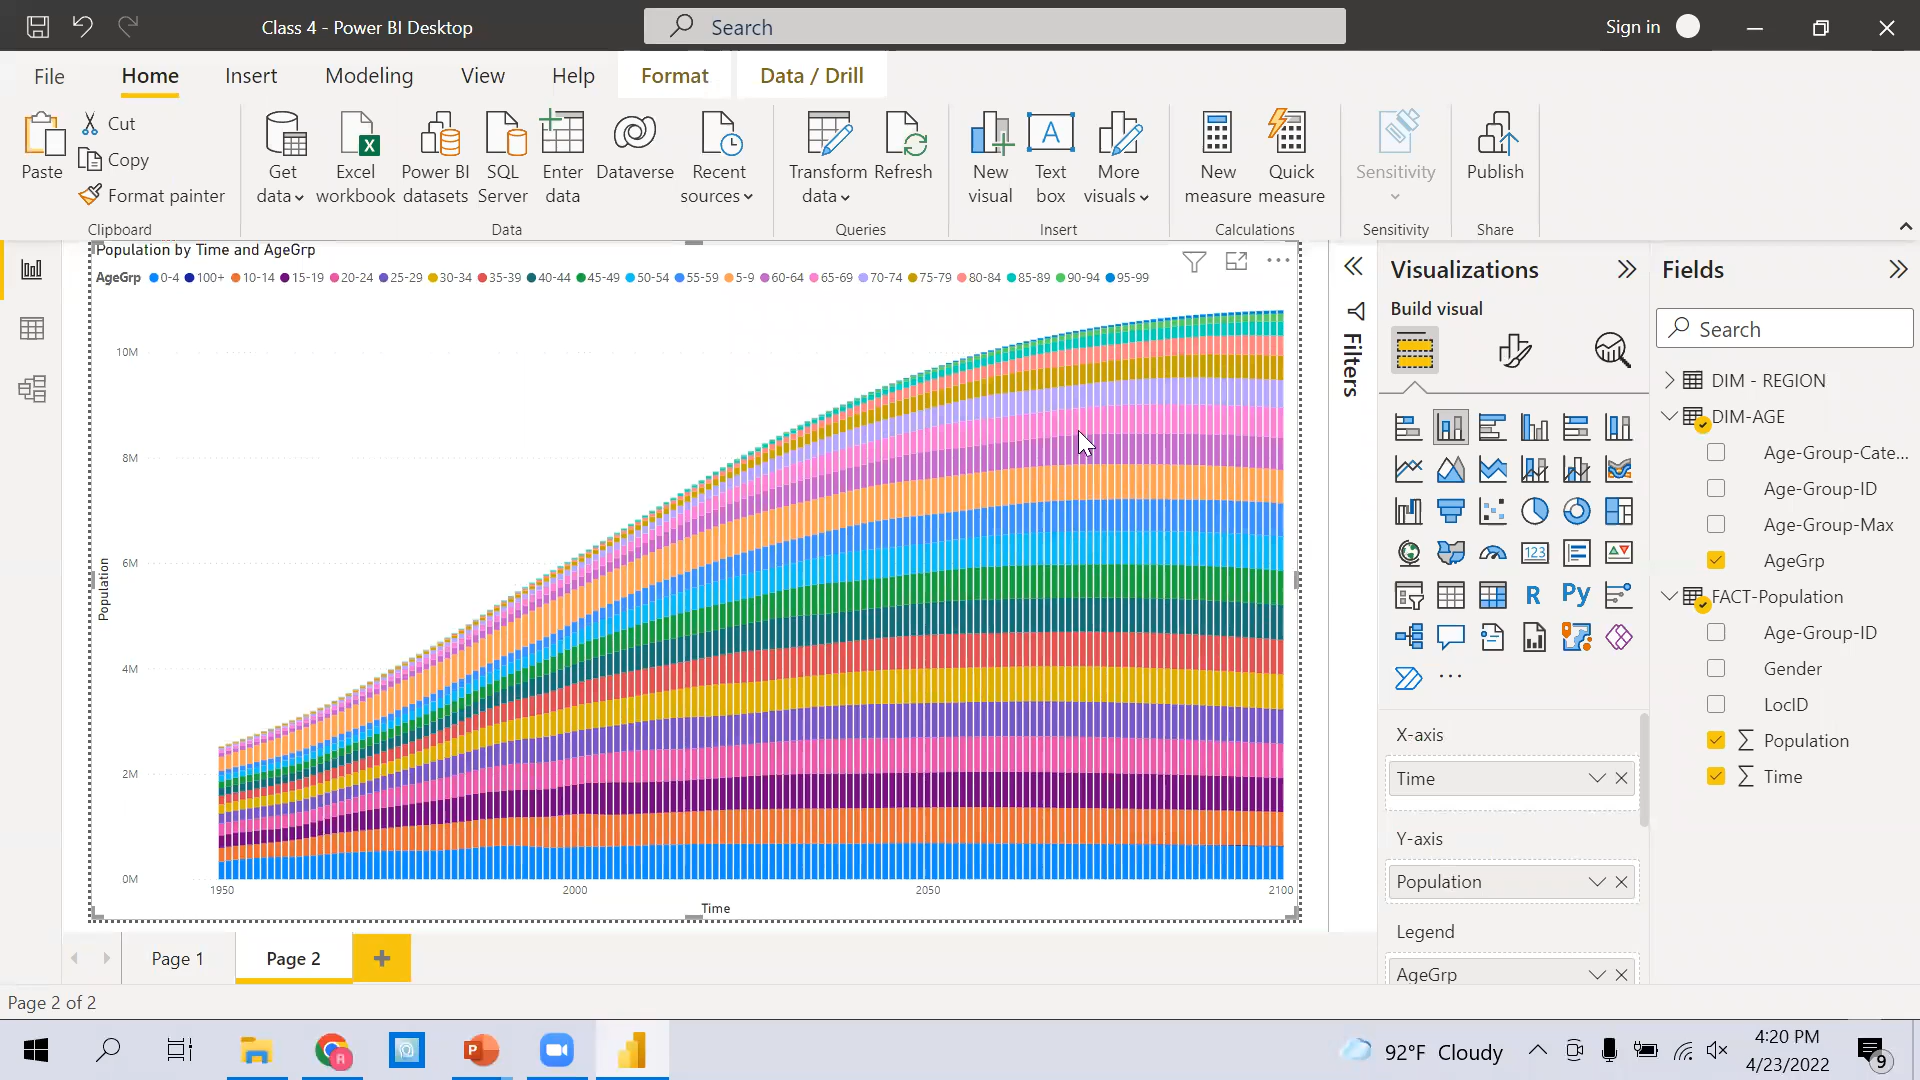 Class 4 - Power BI Desktop
Search
Sign in
File Home Insert Modeling View Help Format Data / Drill
Paste
Cut
Copy
Format painter
Clipboard
Get data
Excel workbook
Power BI datasets
SQL Server
Enter data
Dataverse
Recent sources
Data
Transform data
Refresh
Queries
New visual
A
Text box
More visuals
Insert
New measure
Quick measure
Calculations
Sensitivity
Sensitivity
Publish
Share
Population by Time and AgeGrp
AgeGrp 0-4 100+ 10-14 15-19 20-24 25-29 30-34 35-39 40-44 45-49 50-54 55-59 5-9 60-64 65-69 70-74 75-79 80-84 85-89 90-94 95-99
10M
8M
6M
4M
2M
0M
Population
1950 2000 2050 2100
Time
Filters
Visualizations
Build visual
123
R Py
X-axis
Time
Y-axis
Population
Legend
AgeGrp
Fields
Search
DIM - REGION
DIM-AGE
Age-Group-Cate...
Age-Group-ID
Age-Group-Max
AgeGrp
FACT-Population
Age-Group-ID
Gender
LocID
∑ Population
∑ Time
Page 1
Page 2
+
Page 2 of 2
R
P
92°F Cloudy
4:20 PM
4/23/2022
9